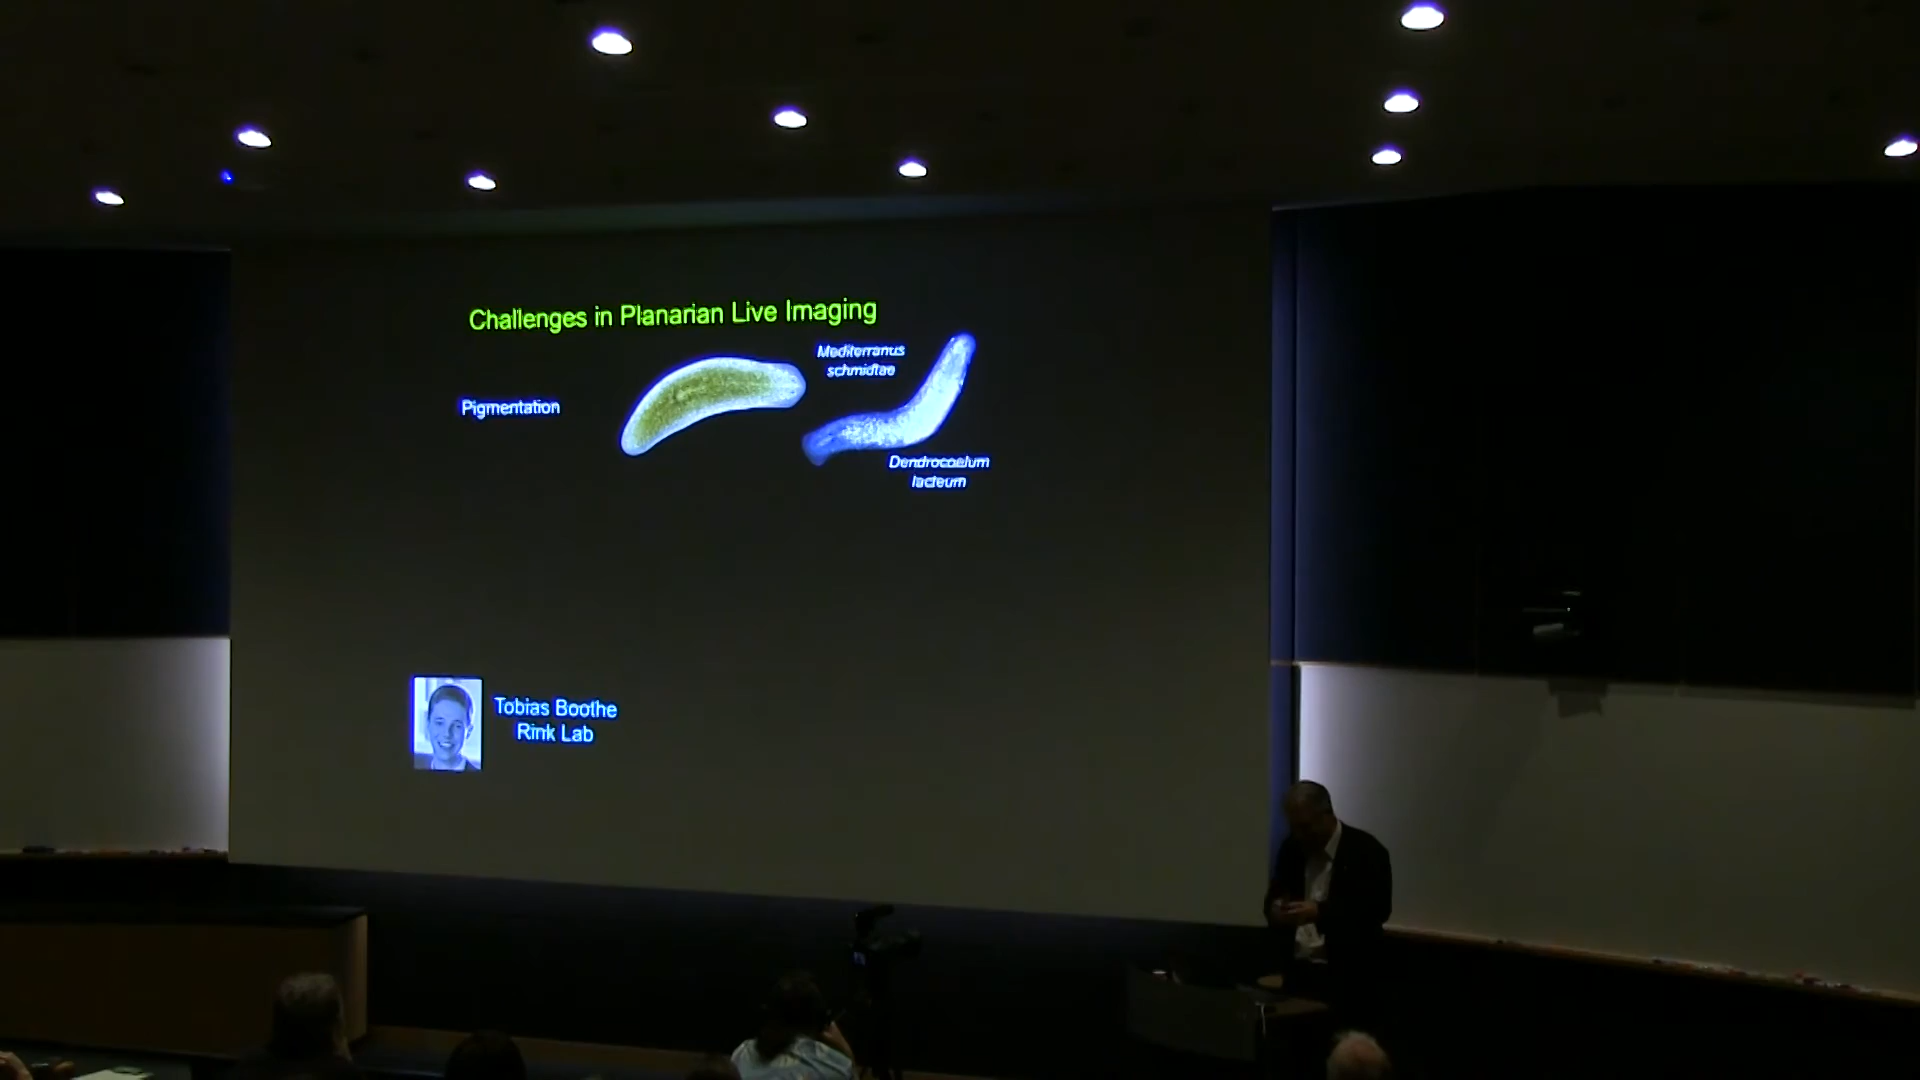 Challenges in Planarian Live Imaging
Mediterranus
schmidtae
Pigmentation
Dendrocoelum
lacteum
Tobias Boothe
Rink Lab